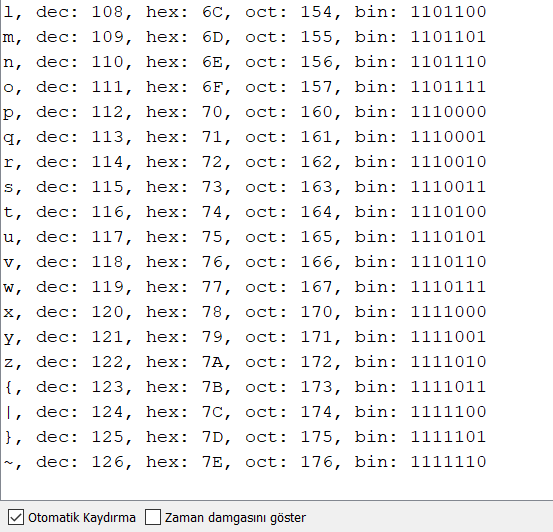 l, dec: 108, hex: 6C, oct: 154, bin: 1101100
m, dec: 109, hex: 6D, oct: 155, bin: 1101101
n, dec: 110, hex: 6E, oct: 156, bin: 1101110
o, dec: 111, hex: 6F, oct: 157, bin: 1101111
p, dec: 112, hex: 70, oct: 160, bin: 1110000
q, dec: 113, hex: 71, oct: 161, bin: 1110001
r, dec: 114, hex: 72, oct: 162, bin: 1110010
s, dec: 115, hex: 73, oct: 163, bin: 1110011
t, dec: 116, hex: 74, oct: 164, bin: 1110100
u, dec: 117, hex: 75, oct: 165, bin: 1110101
v, dec: 118, hex: 76, oct: 166, bin: 1110110
w, dec: 119, hex: 77, oct: 167, bin: 1110111
x, dec: 120, hex: 78, oct: 170, bin: 1111000
y, dec: 121, hex: 79, oct: 171, bin: 1111001
z, dec: 122, hex: 7A, oct: 172, bin: 1111010
{, dec: 123, hex: 7B, oct: 173, bin: 1111011
|, dec: 124, hex: 7C, oct: 174, bin: 1111100
}, dec: 125, hex: 7D, oct: 175, bin: 1111101
~, dec: 126, hex: 7E, oct: 176, bin: 1111110
Otomatik Kaydırma Zaman damgasını göster